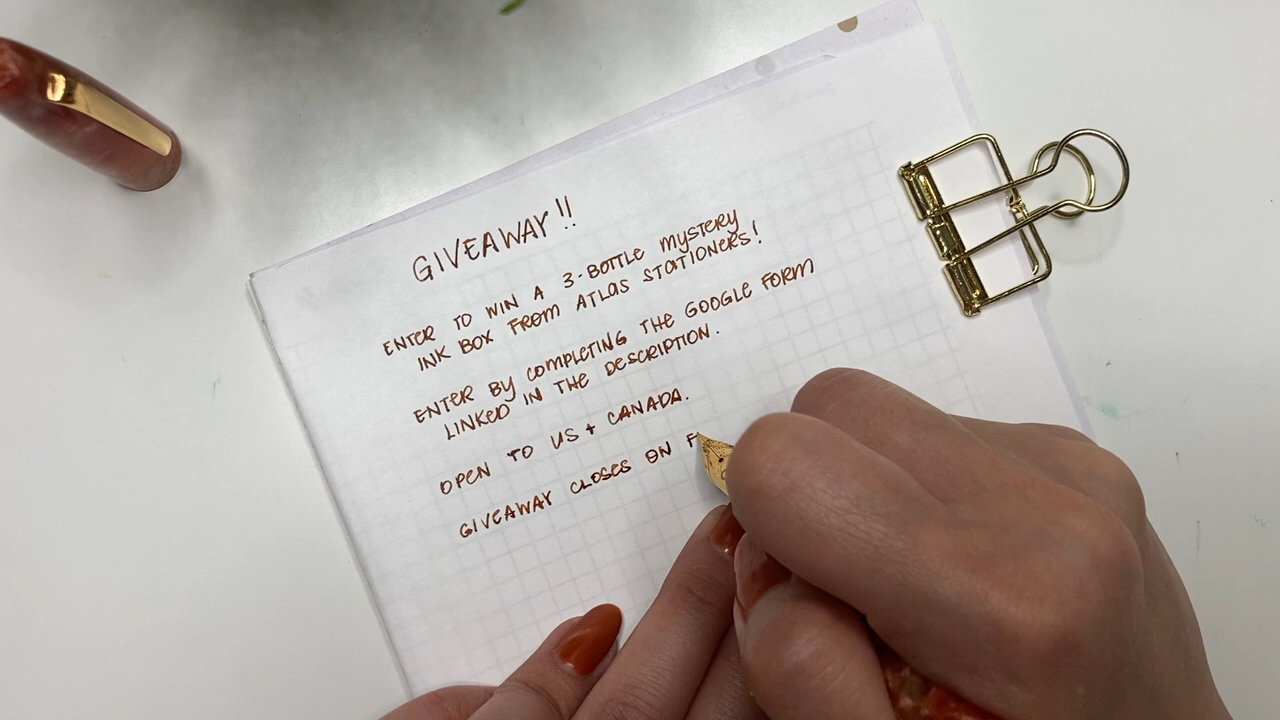 GIVEAWAY!!
ENTER TO WIN A 3-BOTTLE MYSTERY
INK BOX FROM ATLAS STATIONERS!
ENTER BY COMPLETING THE GOOGLE FORM
LINKED IN THE DESCRIPTION.
OPEN TO US + CANADA.
GIVEAWAY CLOSES ON F